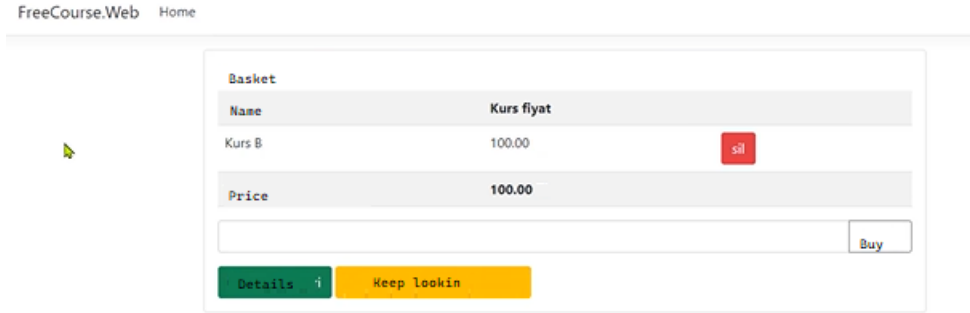 FreeCourse.Web Home
Basket
Name Kurs fiyat
Kurs B 100.00 sil
Price 100.00
Buy
Details i Keep lookin